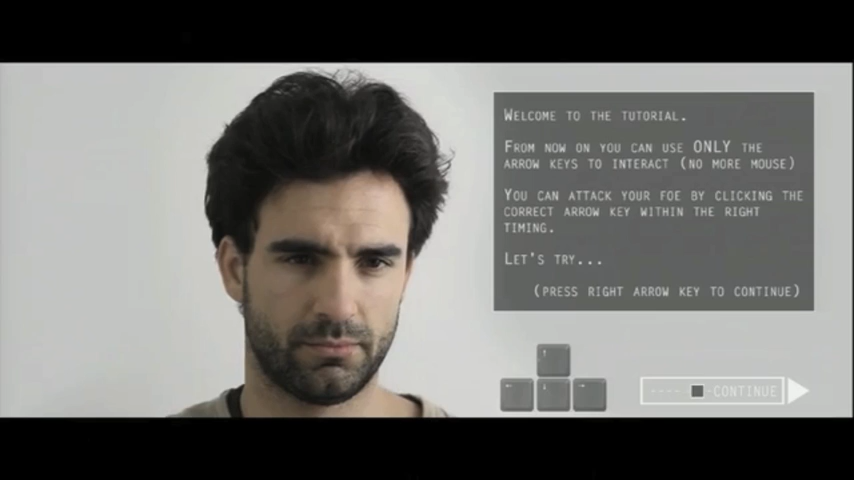 Welcome to the tutorial.
From now on you can use ONLY the
arrow keys to interact (no more mouse)
You can attack your foe by clicking the
correct arrow key within the right
timing.
Let's try...
(press right arrow key to continue)
CONTINUE